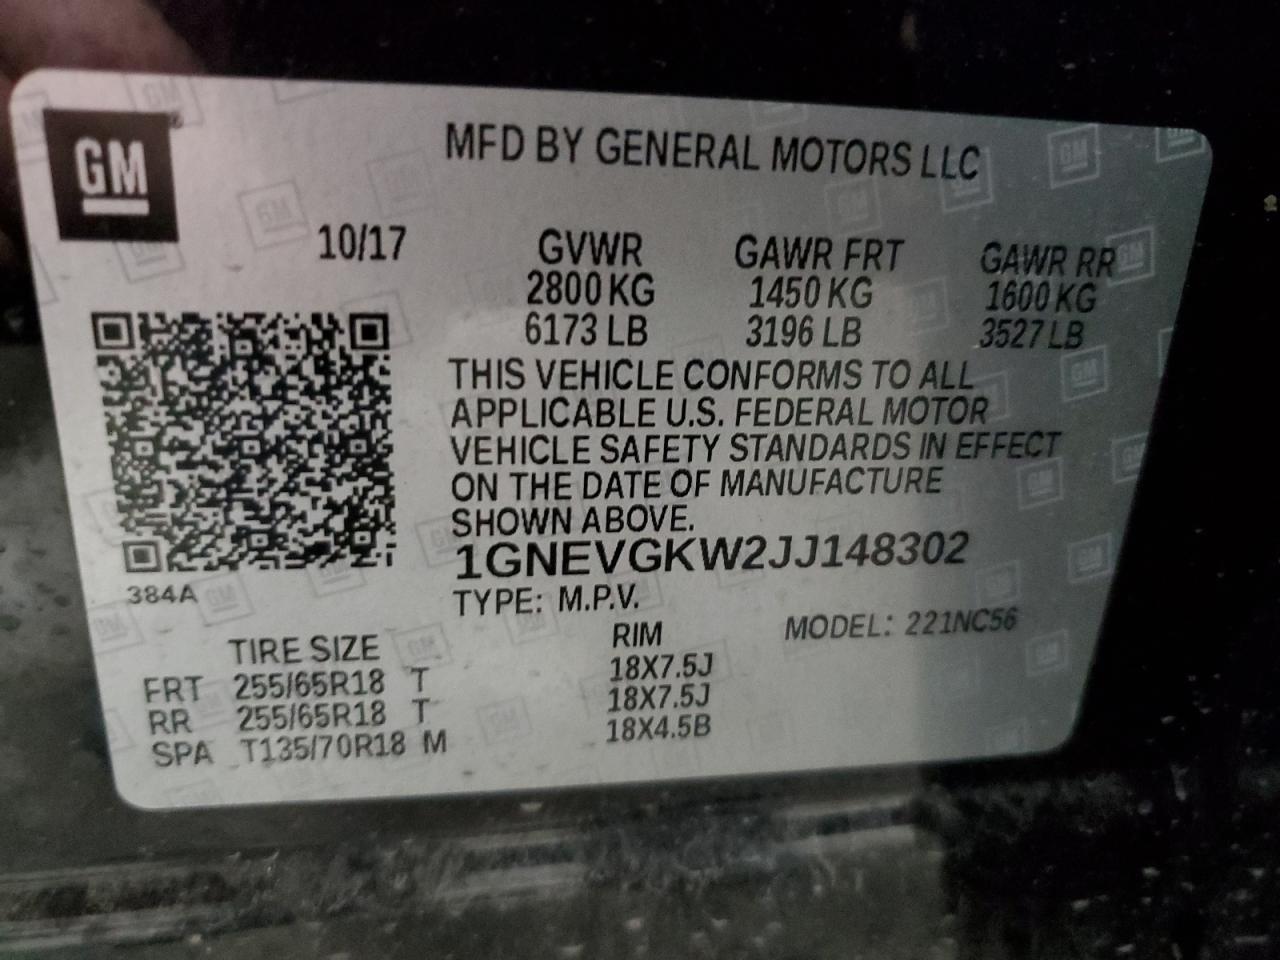 GM
MFD BY GENERAL MOTORS LLC
10/17
GVWR GAWR FRT GAWR RR
2800 KG 1450 KG 1600 KG
6173 LB 3196 LB 3527 LB
THIS VEHICLE CONFORMS TO ALL
APPLICABLE U.S. FEDERAL MOTOR
VEHICLE SAFETY STANDARDS IN EFFECT
ON THE DATE OF MANUFACTURE
SHOWN ABOVE.
1GNEVGKW2JJ148302
384A
TYPE: M.P.V. MODEL: 221NC56
TIRE SIZE RIM
FRT 255/65R18 T 18X7.5J
RR 255/65R18 T 18X7.5J
SPA T135/70R18 M 18X4.5B